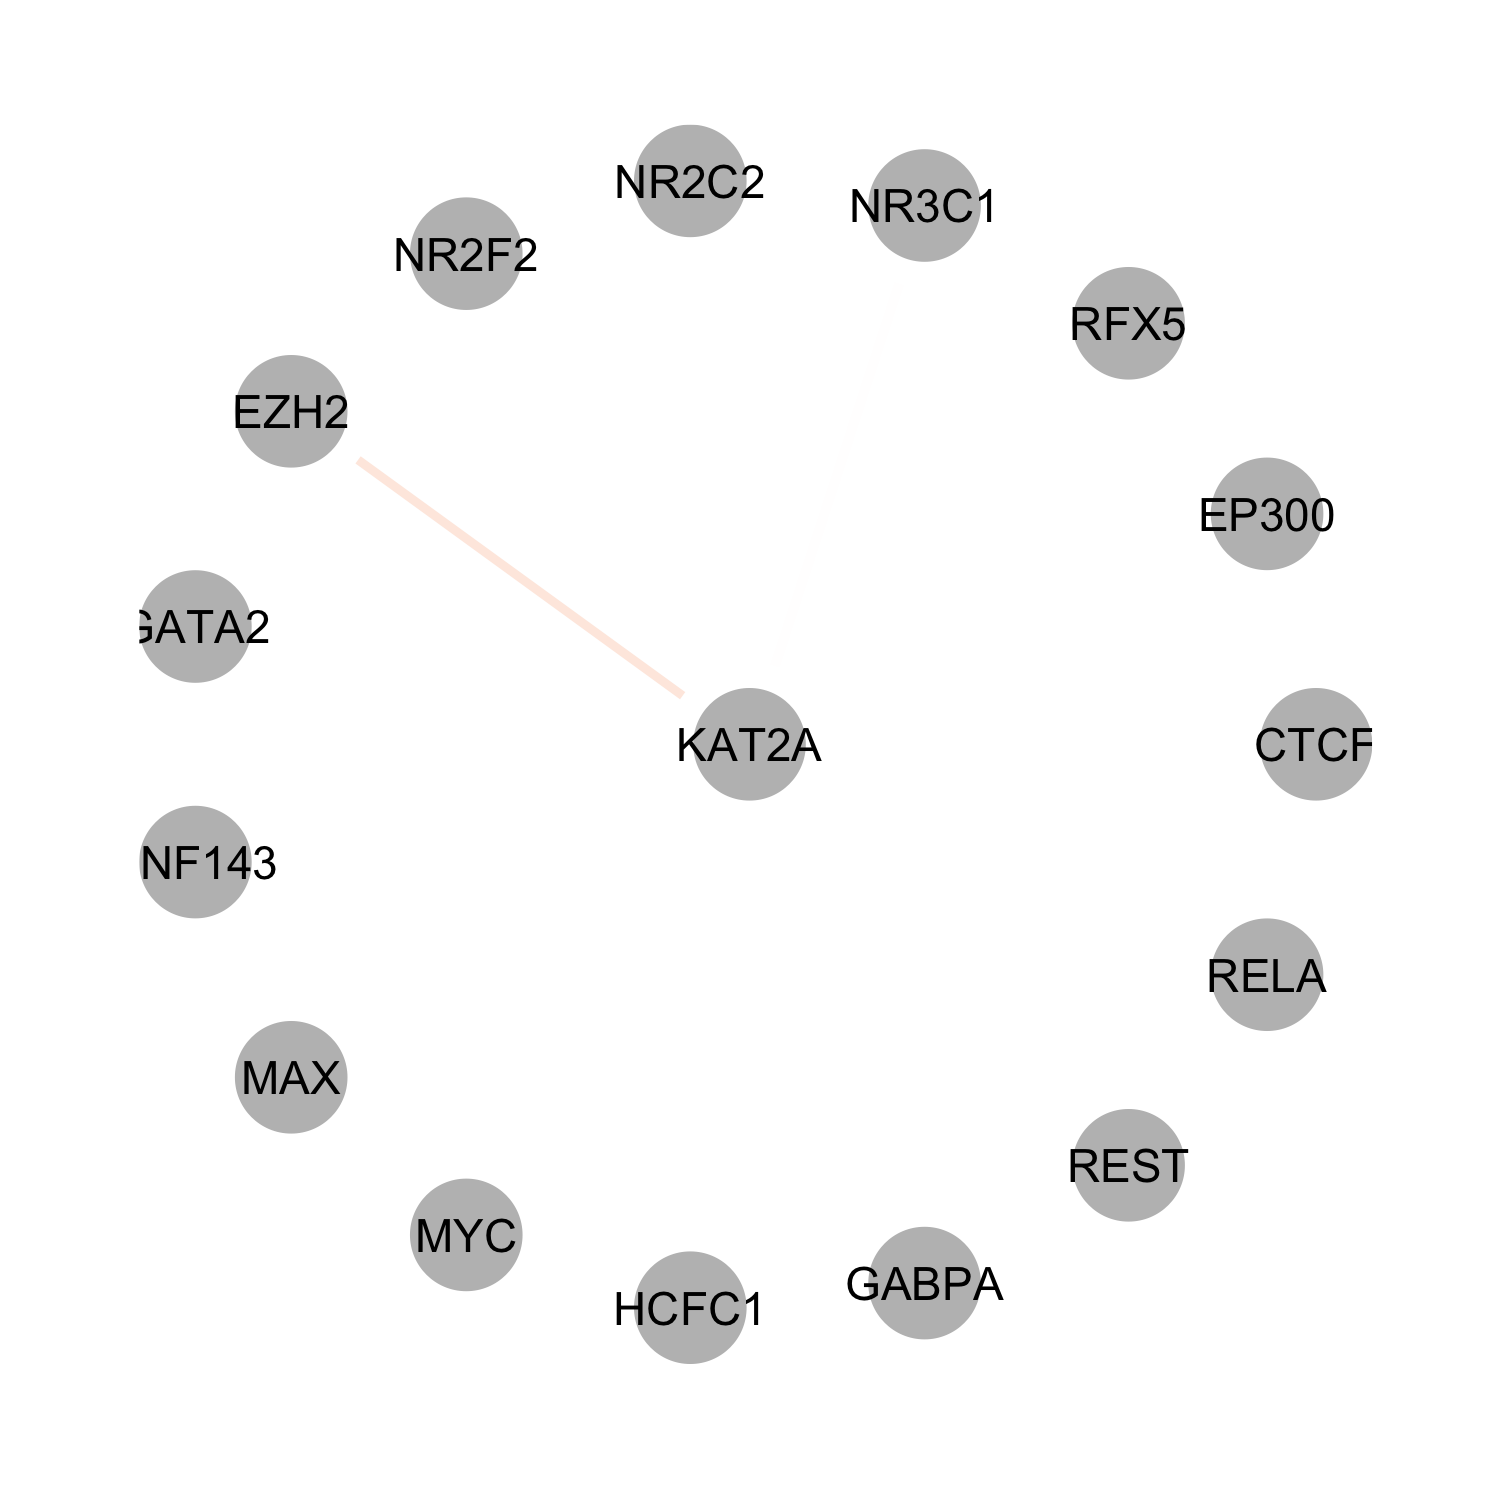 NR2C2
NR3C1
NR2F2
RFX5
EZH2
EP300
GATA2
KAT2A
CTCF
NF143
RELA
MAX
REST
MYC
GABPA
HCFC1